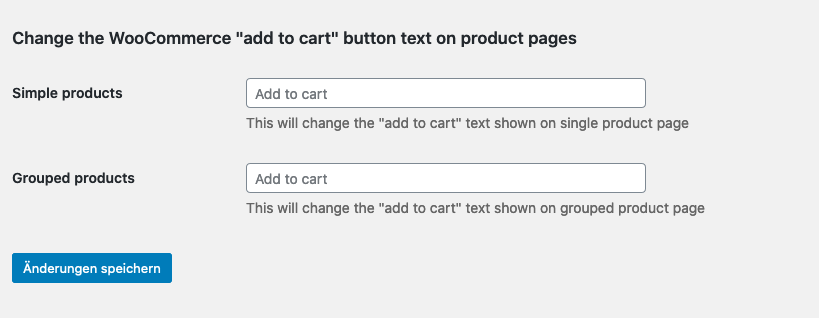 Change the WooCommerce "add to cart" button text on product pages
Simple products
Add to cart
This will change the "add to cart" text shown on single product page
Grouped products
Add to cart
This will change the "add to cart" text shown on grouped product page
Änderungen speichern